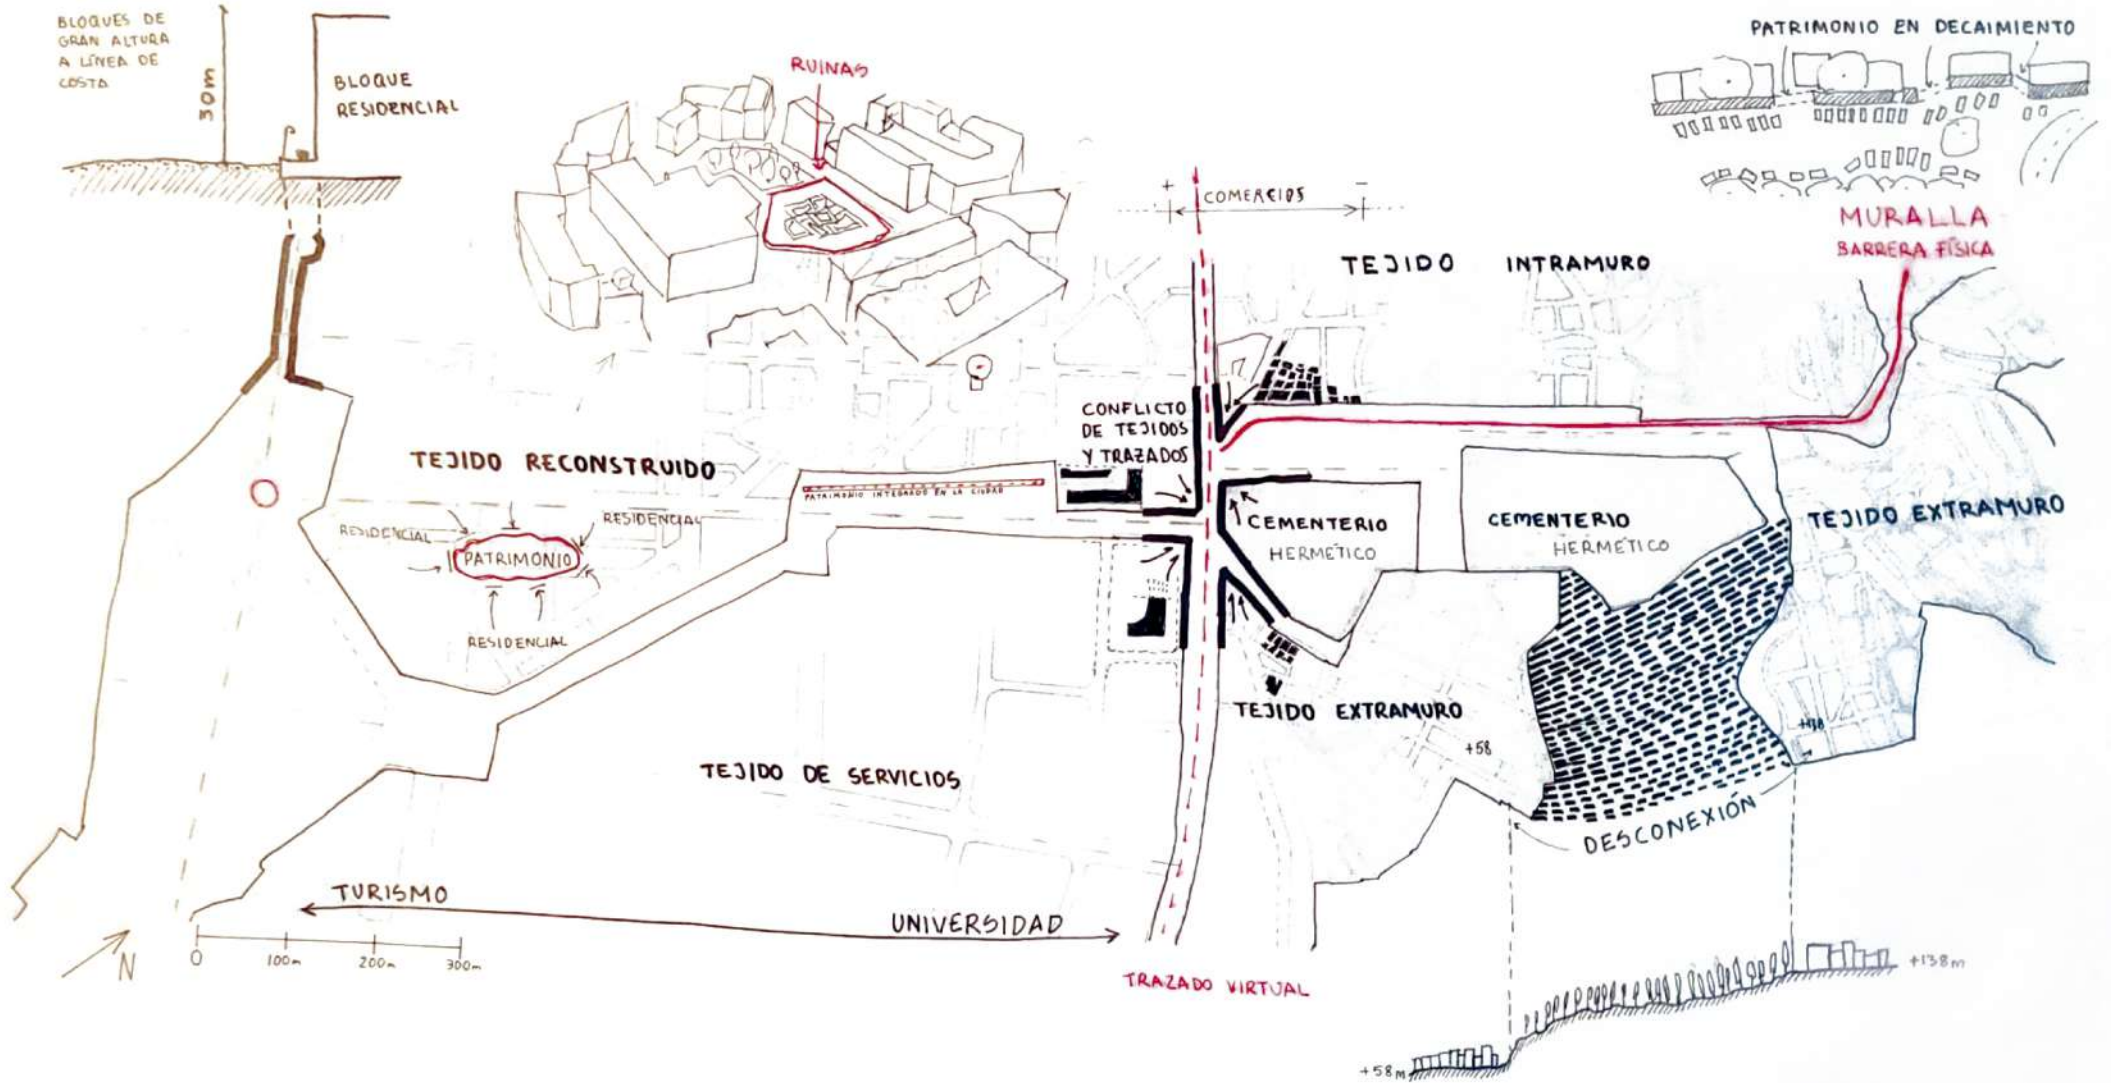 BLOQUES DE
GRAN ALTURA
A LÍNEA DE
COSTA
30m
BLOQUE
RESIDENCIAL
RUINAS
PATRIMONIO EN DECAIMIENTO
+ COMERCIOS -
MURALLA
BARRERA FÍSICA
TEJIDO INTRAMURO
CONFLICTO
DE TEJIDOS
Y TRAZADOS
TEJIDO RECONSTRUIDO
PATRIMONIO INTEGRADO EN LA CIUDAD
RESIDENCIAL
RESIDENCIAL
PATRIMONIO
RESIDENCIAL
CEMENTERIO
HERMÉTICO
CEMENTERIO
HERMÉTICO
TEJIDO EXTRAMURO
TEJIDO EXTRAMURO
+58
+138
TEJIDO DE SERVICIOS
DESCONEXIÓN
TURISMO
UNIVERSIDAD
N
0 100m 200m 300m
TRAZADO VIRTUAL
+138m
+58m